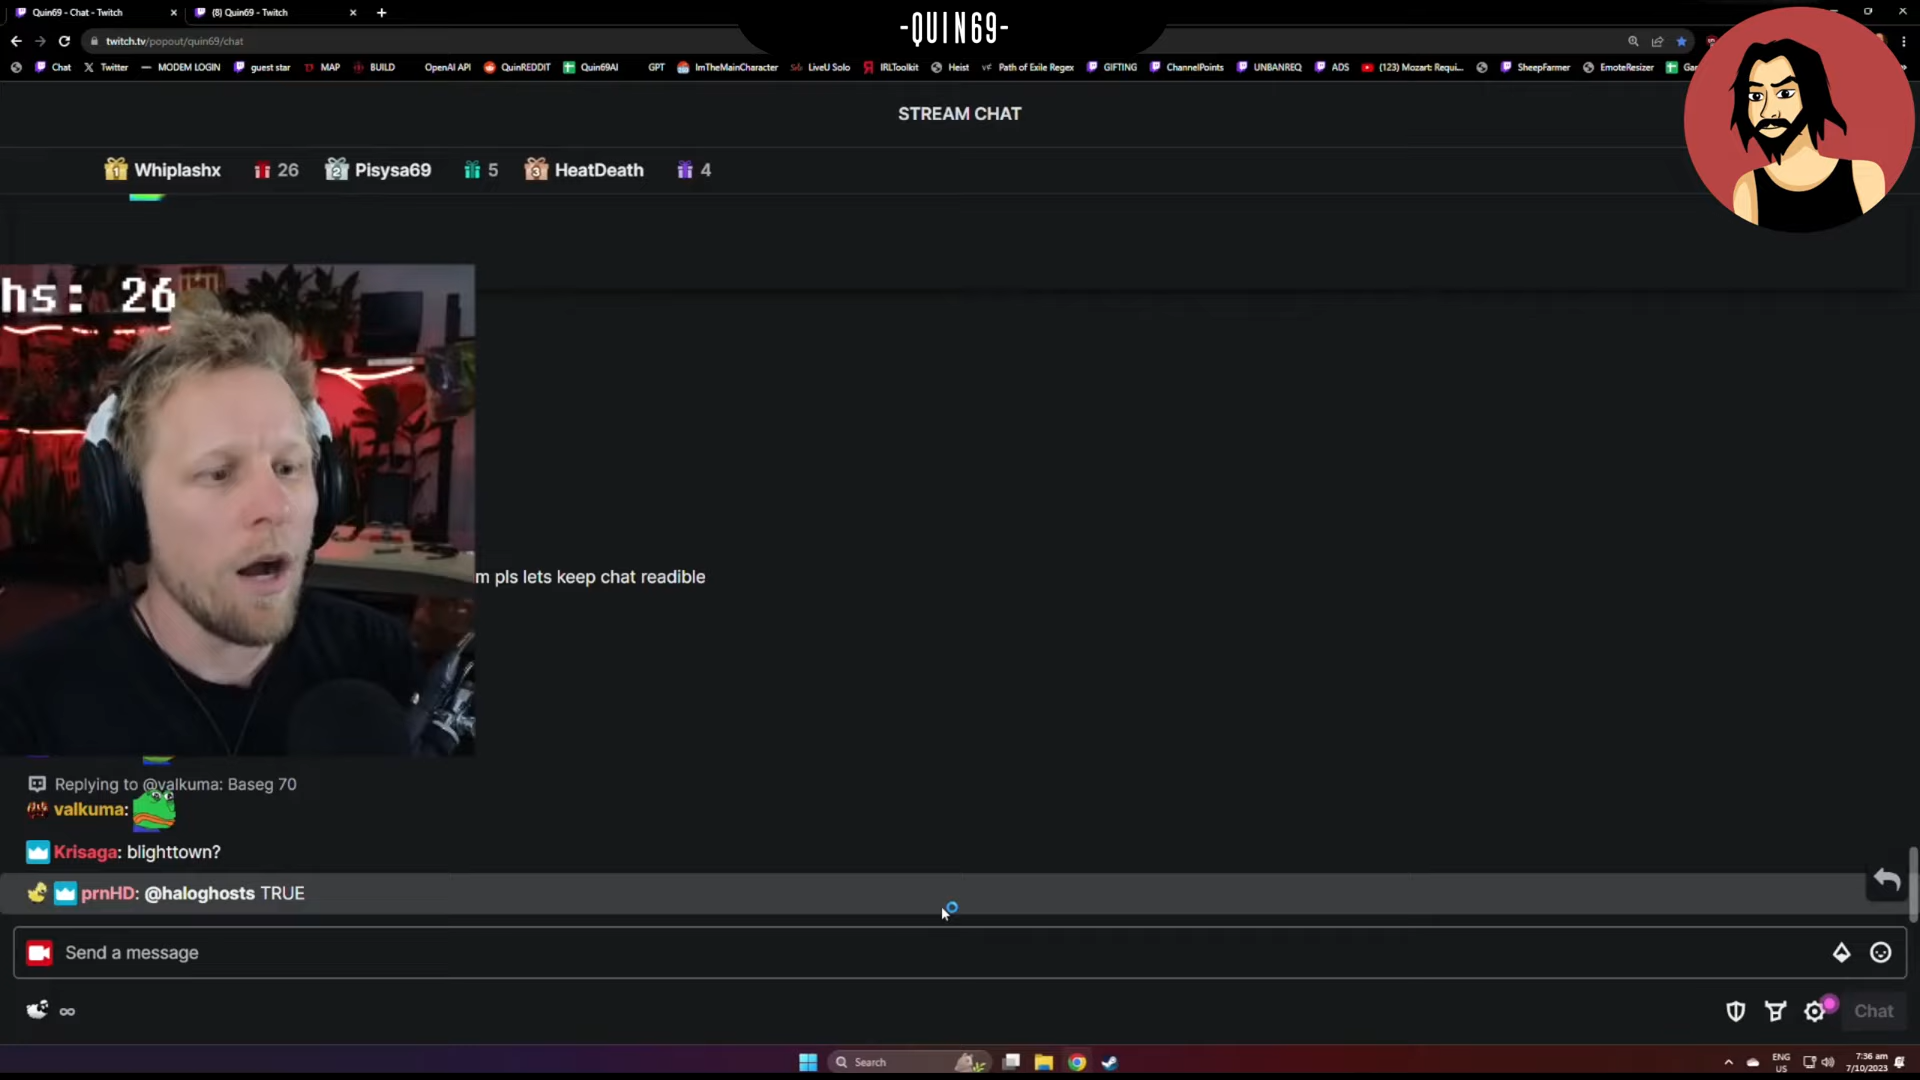 Quin69 - Chat - Twitch
(8) Quin69 - Twitch
-QUIN69-
twitch.tv/popout/quin69/chat
Chat
Twitter
MODEM LOGIN
guest star
MAP
BUILD
OpenAI API
QuinREDDIT
Quin69AI
GPT
ImTheMainCharacter
LiveU Solo
IRLToolkit
Heist
Path of Exile Regex
GIFTING
ChannelPoints
UNBANREQ
ADS
(123) Mozart: Requi...
SheepFarmer
EmoteResizer
STREAM CHAT
1 Whiplashx 26 2 Pisysa69 5 3 HeatDeath 4
hs: 26
m pls lets keep chat readible
Replying to @valkuma: Baseg 70
valkuma:
Krisaga: blighttown?
prnHD: @haloghosts TRUE
Send a message
∞
Chat
Search
ENG
US
7:36 am
7/10/2023